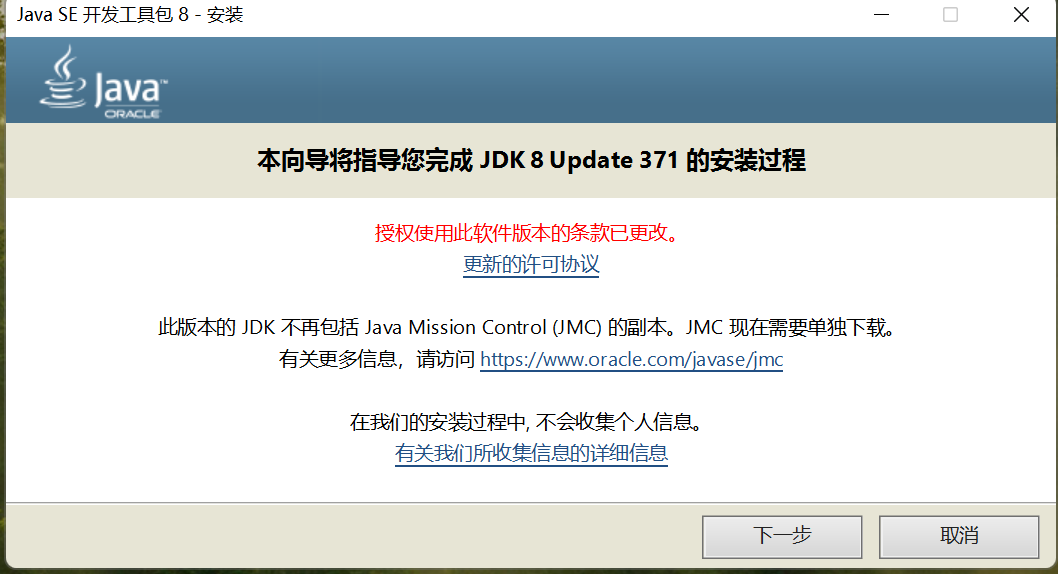 Java SE 开发工具包 8 - 安装
Java™
ORACLE
本向导将指导您完成 JDK 8 Update 371 的安装过程
授权使用此软件版本的条款已更改。
更新的许可协议
此版本的 JDK 不再包括 Java Mission Control (JMC) 的副本。JMC 现在需要单独下载。
有关更多信息，请访问 https://www.oracle.com/javase/jmc
在我们的安装过程中, 不会收集个人信息。
有关我们所收集信息的详细信息
下一步
取消